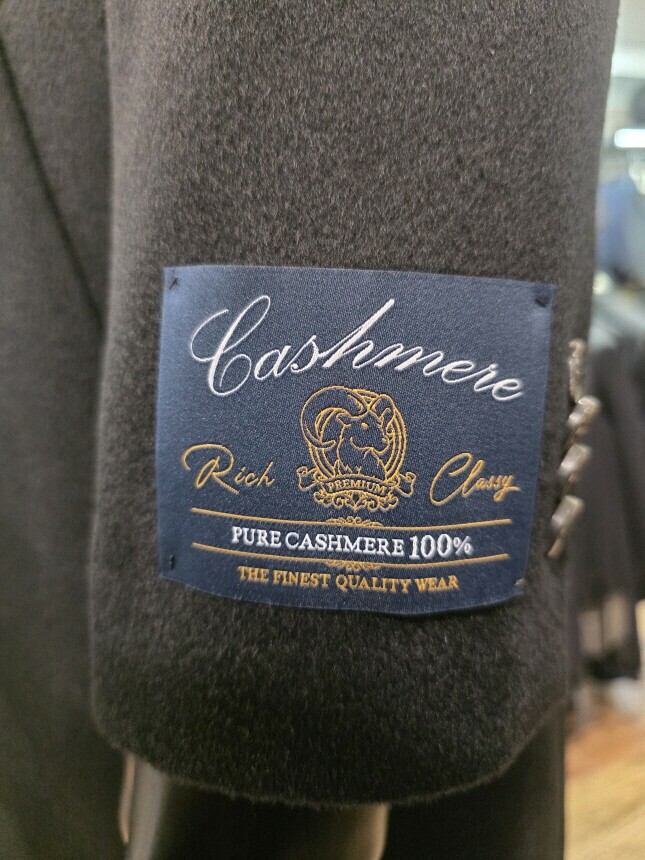 Cashmere
Rich Classy
PREMIUM
PURE CASHMERE 100%
THE FINEST QUALITY WEAR